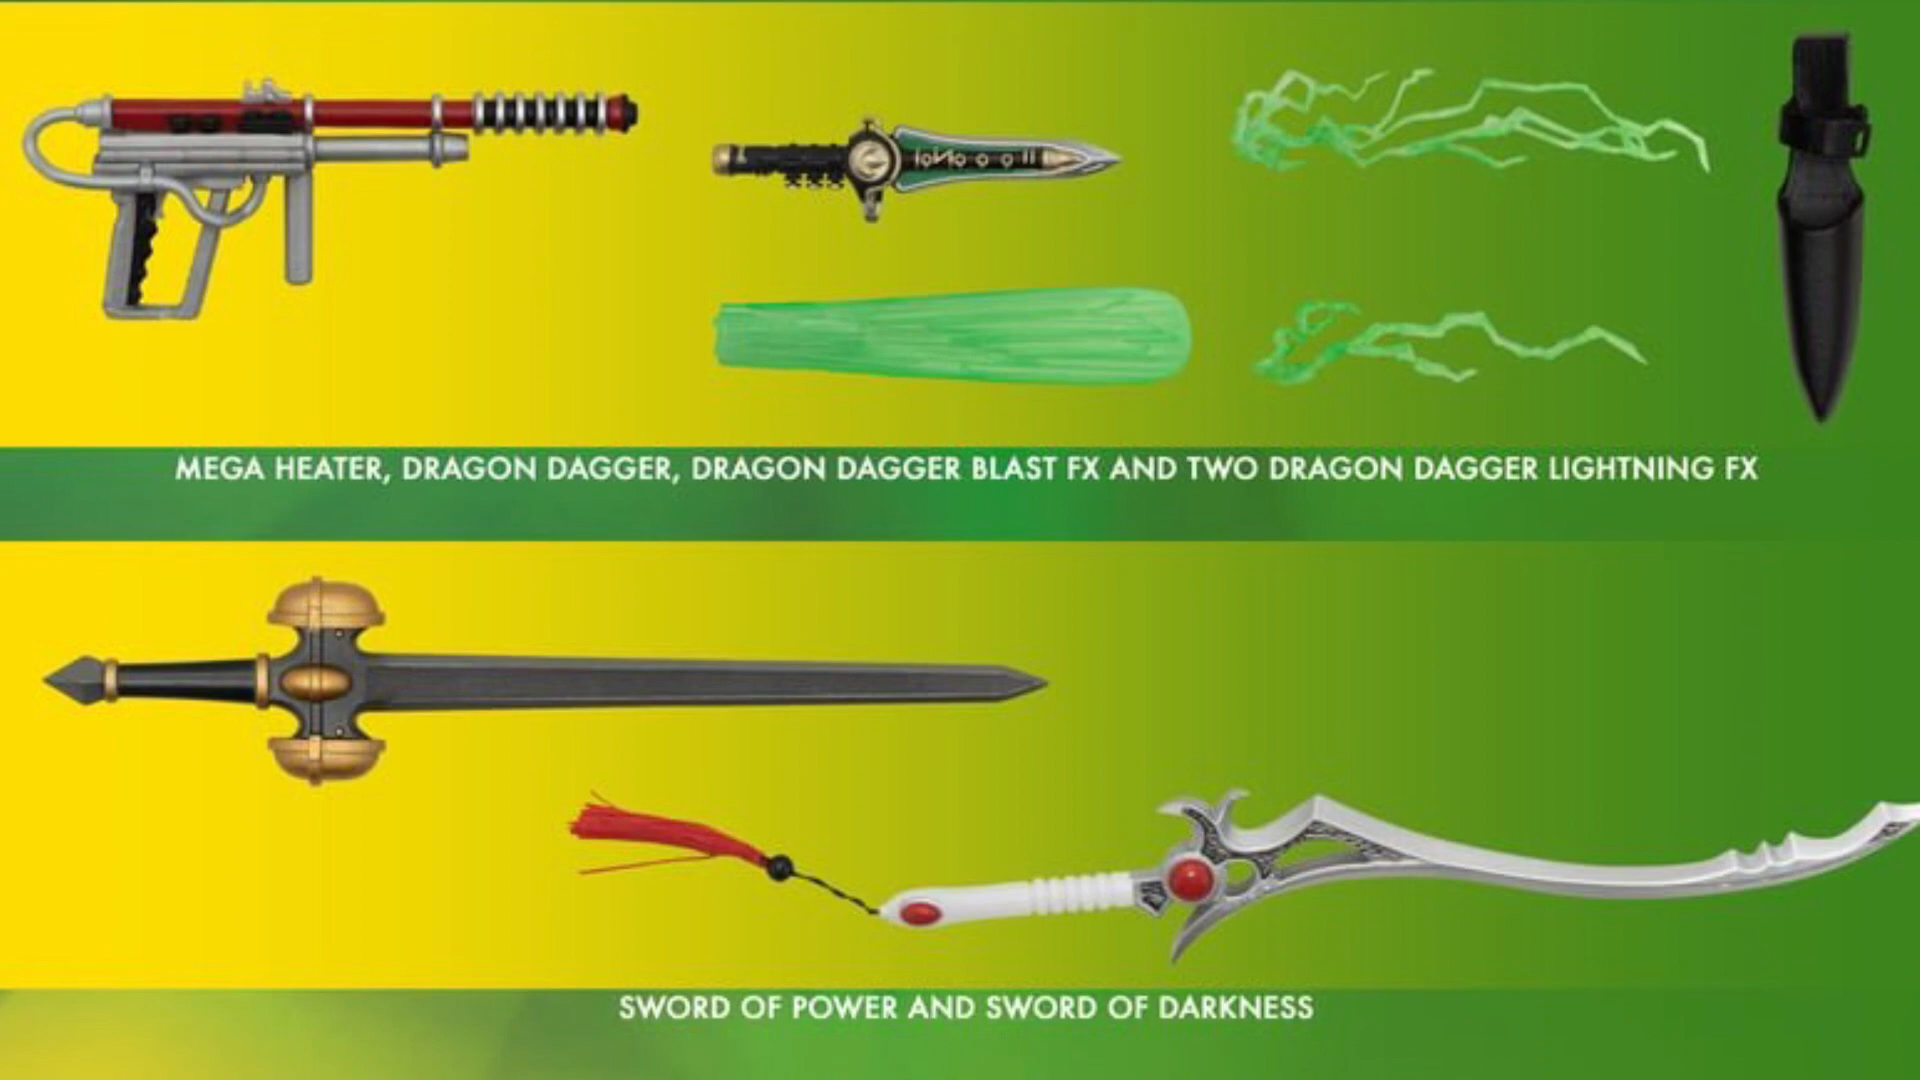 MEGA HEATER, DRAGON DAGGER, DRAGON DAGGER BLAST FX AND TWO DRAGON DAGGER LIGHTNING FX
SWORD OF POWER AND SWORD OF DARKNESS